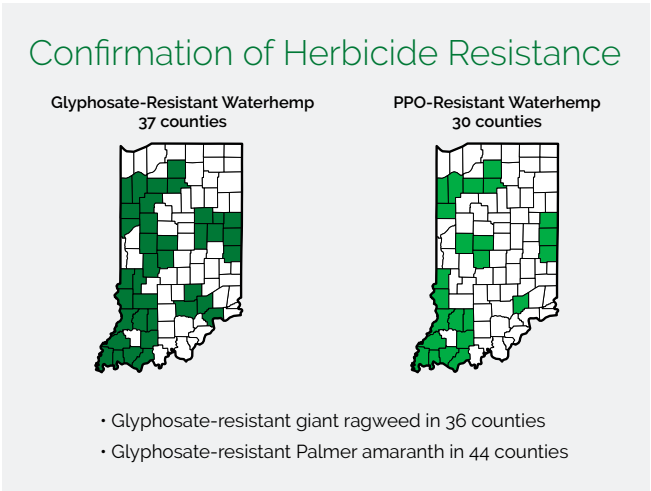 Confirmation of Herbicide Resistance
Glyphosate-Resistant Waterhemp
37 counties
PPO-Resistant Waterhemp
30 counties
• Glyphosate-resistant giant ragweed in 36 counties
• Glyphosate-resistant Palmer amaranth in 44 counties